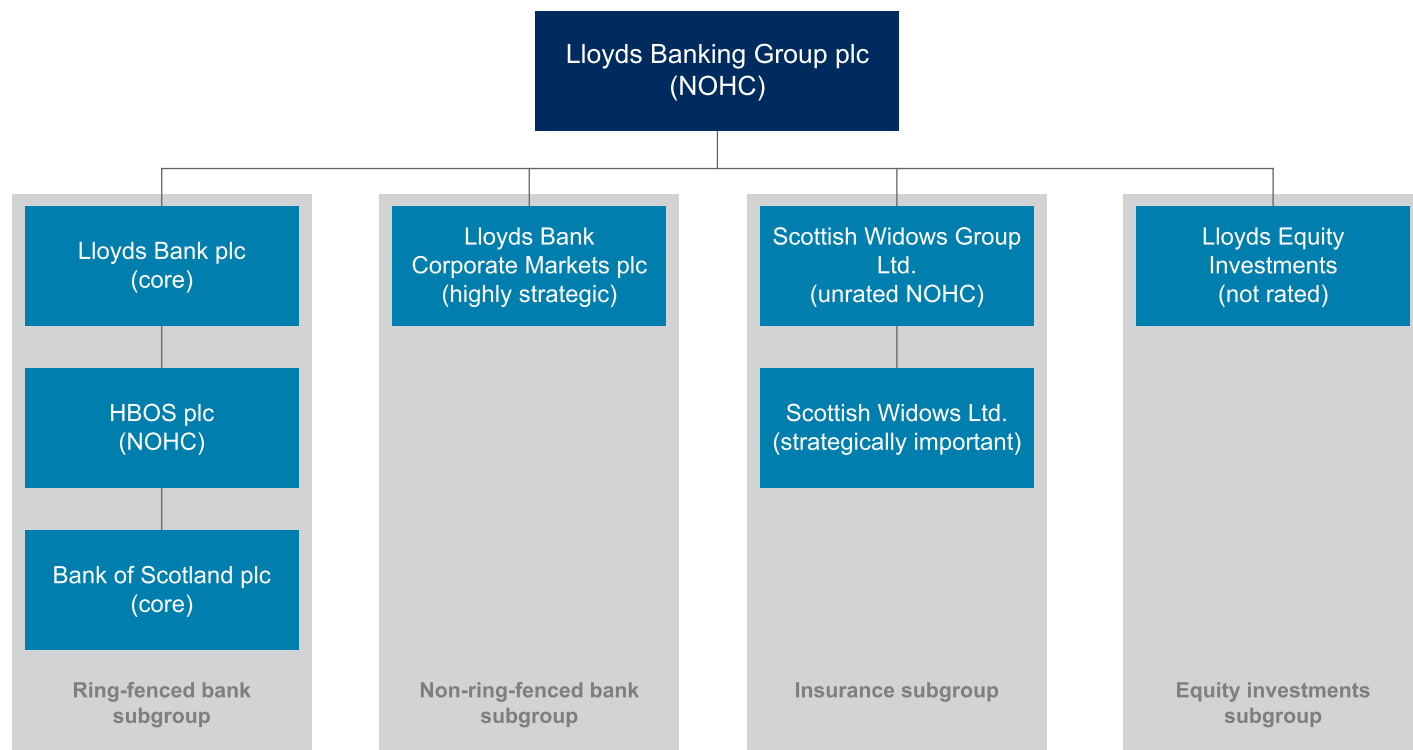 Lloyds Banking Group plc
(NOHC)
Lloyds Bank plc
(core)
HBOS plc
(NOHC)
Bank of Scotland plc
(core)
Ring-fenced bank
subgroup
Lloyds Bank
Corporate Markets plc
(highly strategic)
Non-ring-fenced bank
subgroup
Scottish Widows Group
Ltd.
(unrated NOHC)
Scottish Widows Ltd.
(strategically important)
Insurance subgroup
Lloyds Equity
Investments
(not rated)
Equity investments
subgroup